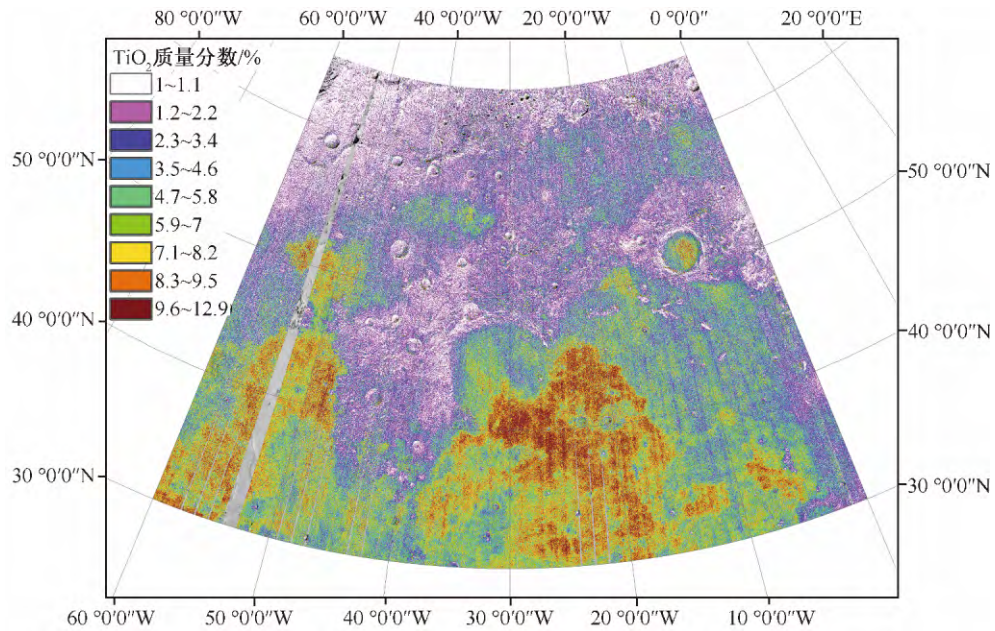 80 °0′0″W 60 °0′0″W 40 °0′0″W 20 °0′0″W 0 °0′0″ 20 °0′0″E
TiO₂质量分数/%
1~1.1
1.2~2.2
2.3~3.4
3.5~4.6
4.7~5.8
5.9~7
7.1~8.2
8.3~9.5
9.6~12.9
50 °0′0″N
50 °0′0″N
40 °0′0″N
40 °0′0″N
30 °0′0″N
30 °0′0″N
60 °0′0″W 50 °0′0″W 40 °0′0″W 30 °0′0″W 20 °0′0″W 10 °0′0″W